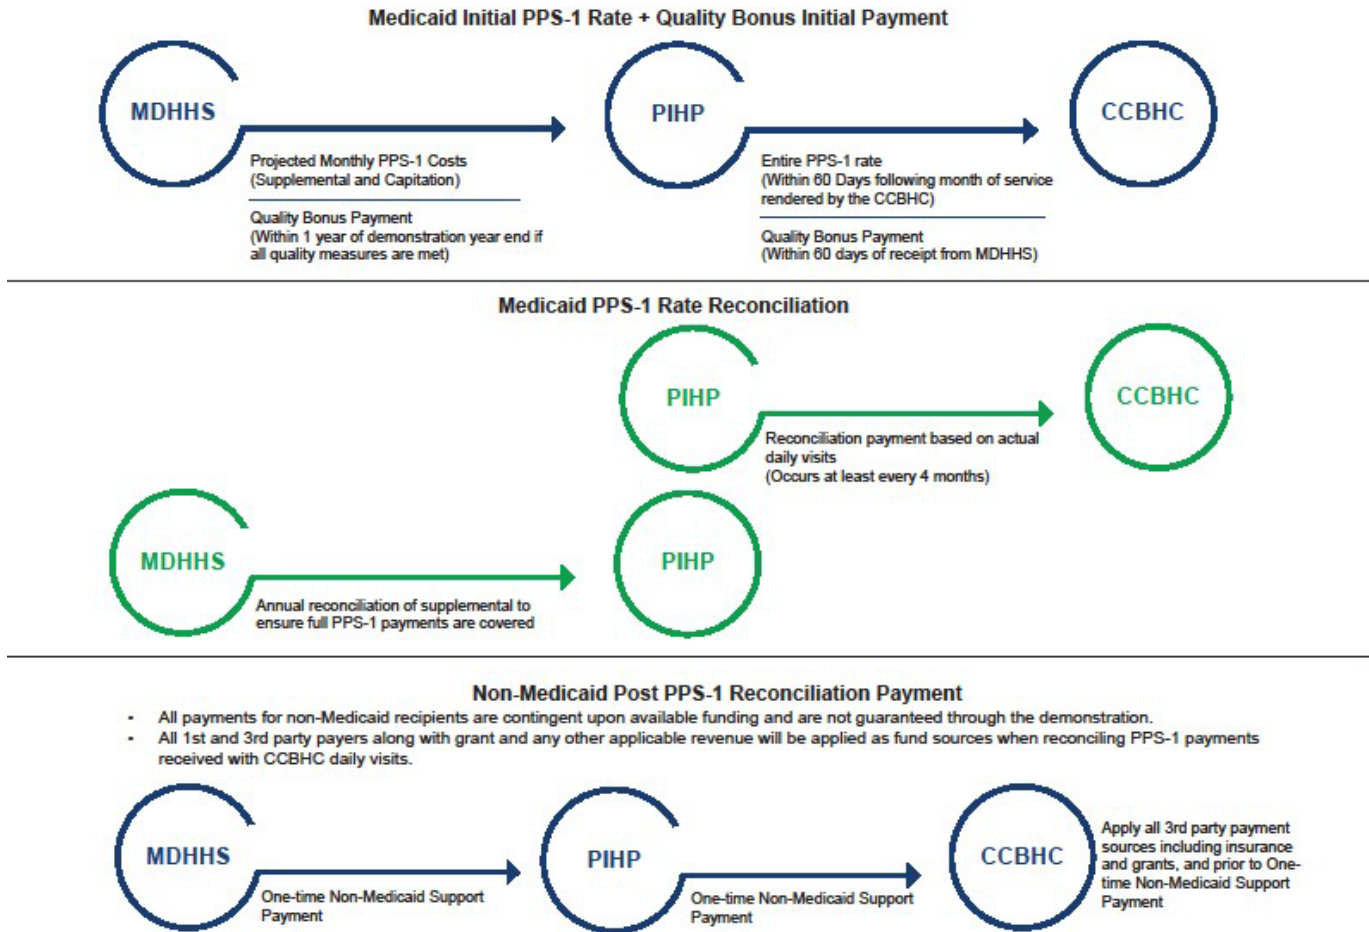 Medicaid Initial PPS-1 Rate + Quality Bonus Initial Payment
MDHHS
Projected Monthly PPS-1 Costs
(Supplemental and Capitation)
Quality Bonus Payment
(Within 1 year of demonstration year end if
all quality measures are met)
PIHP
Entire PPS-1 rate
(Within 60 Days following month of service
rendered by the CCBHC)
Quality Bonus Payment
(Within 60 days of receipt from MDHHS)
CCBHC
Medicaid PPS-1 Rate Reconciliation
PIHP
Reconciliation payment based on actual
daily visits
(Occurs at least every 4 months)
CCBHC
MDHHS
Annual reconciliation of supplemental to
ensure full PPS-1 payments are covered
PIHP
Non-Medicaid Post PPS-1 Reconciliation Payment
- All payments for non-Medicaid recipients are contingent upon available funding and are not guaranteed through the demonstration.
- All 1st and 3rd party payers along with grant and any other applicable revenue will be applied as fund sources when reconciling PPS-1 payments
received with CCBHC daily visits.
MDHHS
One-time Non-Medicaid Support
Payment
PIHP
One-time Non-Medicaid Support
Payment
CCBHC
Apply all 3rd party payment
sources including insurance
and grants, and prior to One-
time Non-Medicaid Support
Payment